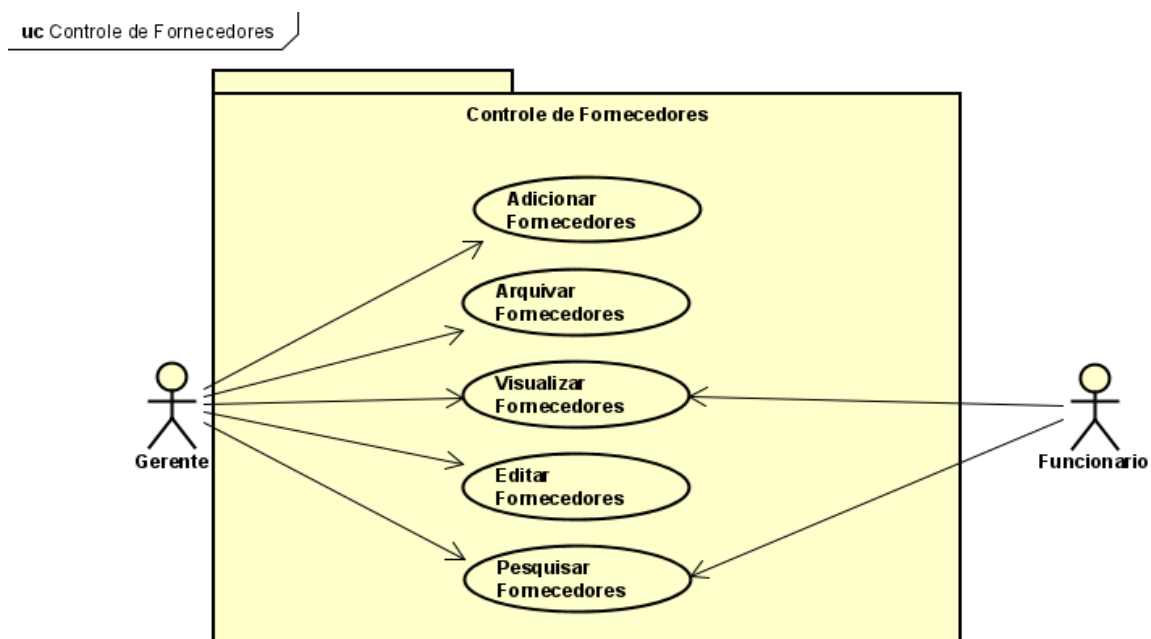 uc Controle de Fornecedores
Controle de Fornecedores
Adicionar
Fornecedores
Arquivar
Fornecedores
Visualizar
Fornecedores
Editar
Fornecedores
Pesquisar
Fornecedores
Gerente
Funcionario